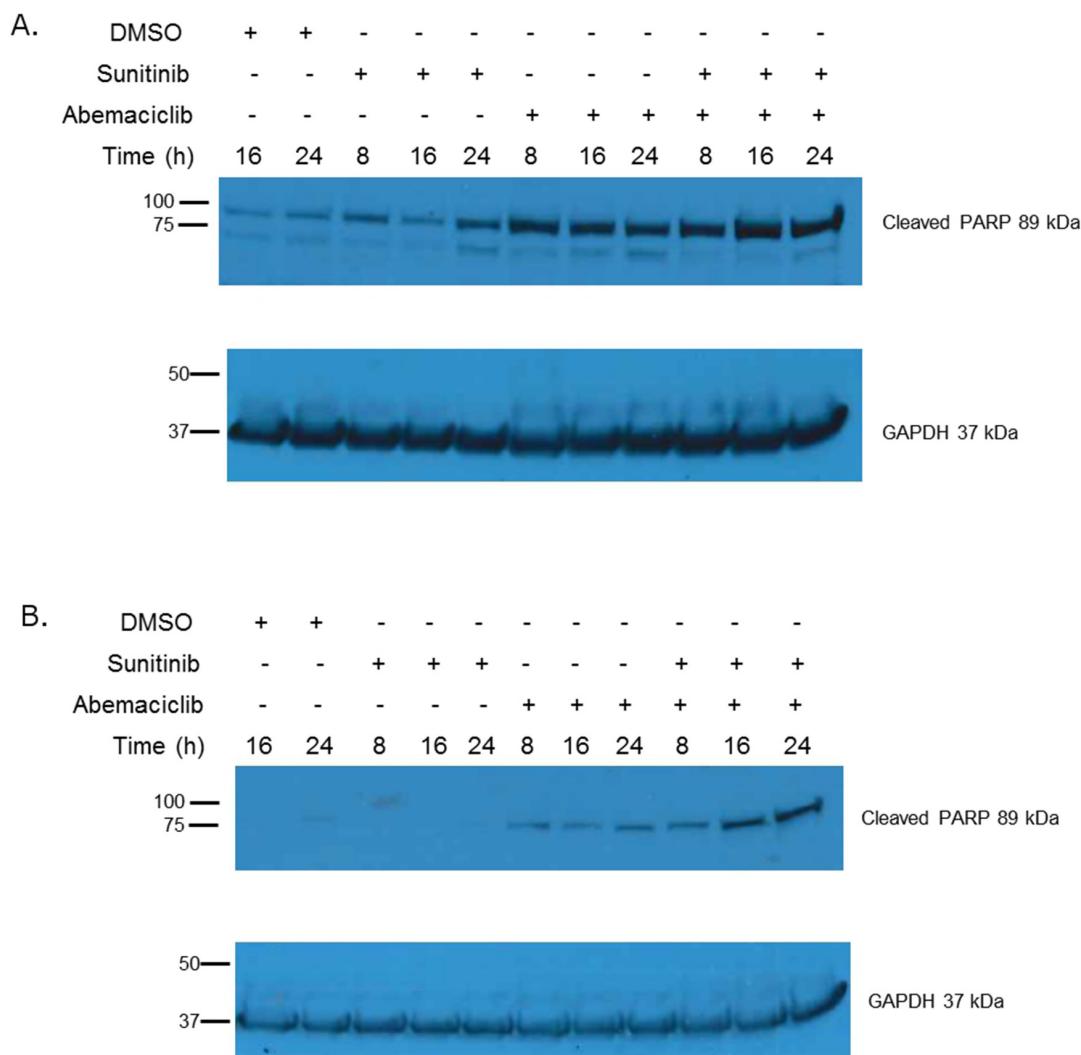 A.
DMSO + + - - - - - - - - -
Sunitinib - - + + + - - - + + +
Abemaciclib - - - - - + + + + + +
Time (h) 16 24 8 16 24 8 16 24 8 16 24
100
75
Cleaved PARP 89 kDa
50
37
GAPDH 37 kDa
B.
DMSO + + - - - - - - - - -
Sunitinib - - + + + - - - + + +
Abemaciclib - - - - - + + + + + +
Time (h) 16 24 8 16 24 8 16 24 8 16 24
100
75
Cleaved PARP 89 kDa
50
37
GAPDH 37 kDa